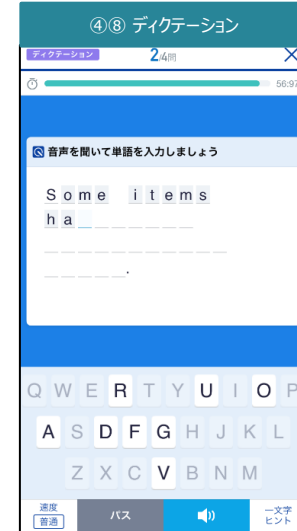 ④⑧ ディクテーション
ディクテーション 2/4問
56:97
音声を聞いて単語を入力しましょう
Some items
ha_ _ _ _ _ _ _
_ _ _ _ _ _ _ _ _ _ _
_ _ _ _ _.
Q W E R T Y U I O P
A S D F G H J K L
Z X C V B N M
速度 普通 パス 一文字ヒント